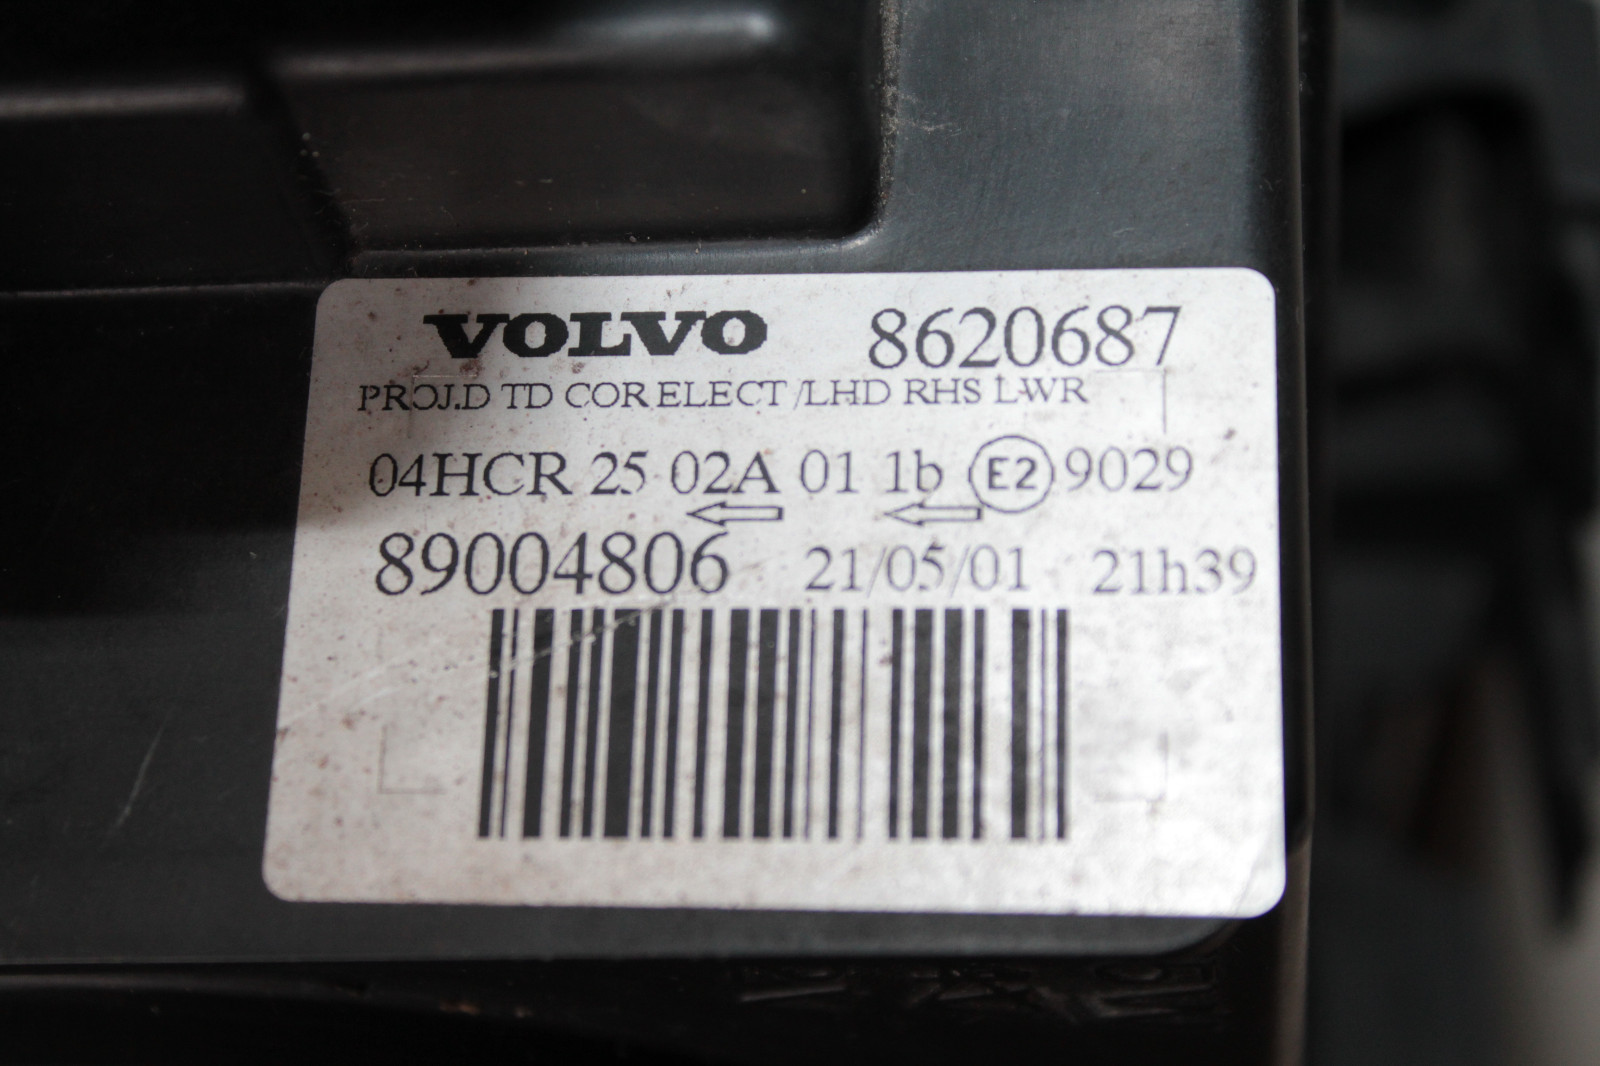 VOLVO 8620687
PROJ.D TD COR ELECT /LHD RHS LWR
04HCR 25 02A 01 1b E2 9029
89004806 21/05/01 21h39